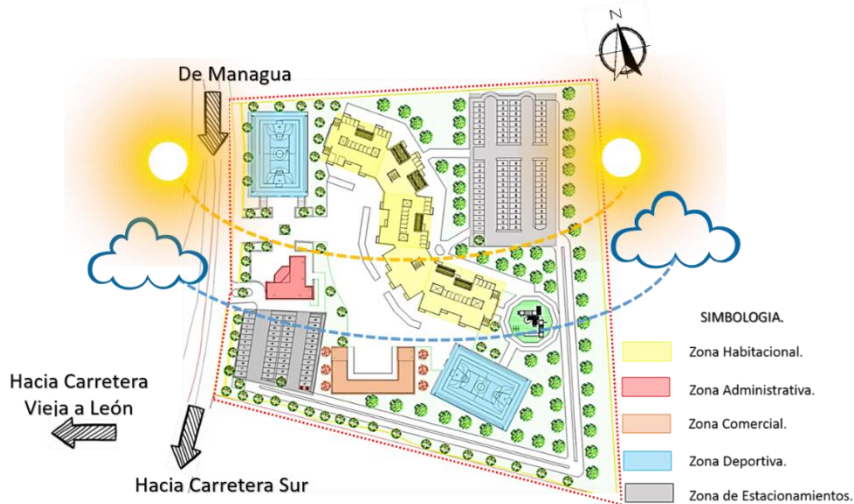 N
De Managua
SIMBOLOGIA.
Zona Habitacional.
Hacia Carretera
Vieja a León
Zona Administrativa.
Zona Comercial.
Zona Deportiva.
Hacia Carretera Sur
Zona de Estacionamientos.